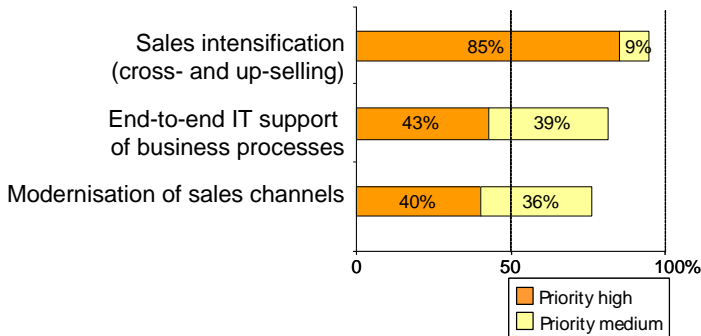 Sales intensification
(cross- and up-selling)
85%
9%
End-to-end IT support
of business processes
43%
39%
Modernisation of sales channels
40%
36%
0
50
100%
Priority high
Priority medium